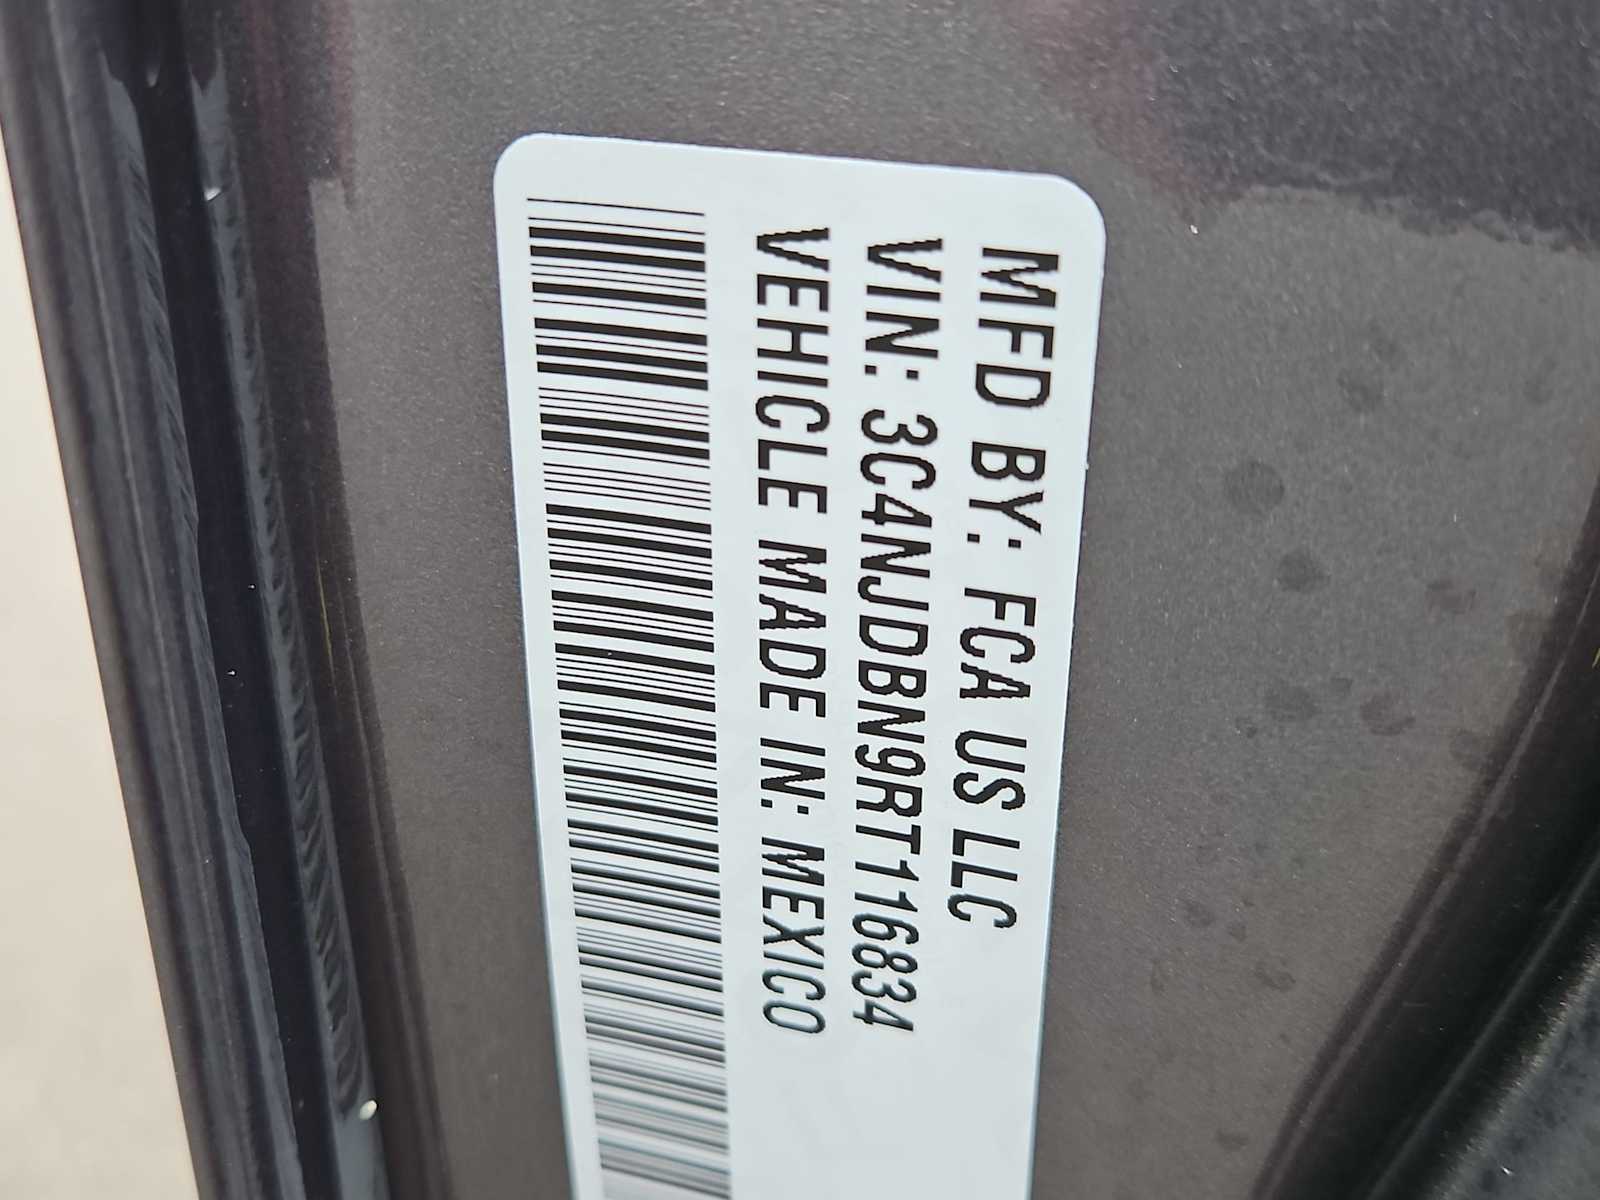 MFD BY: FCA US LLC
VIN: 3C4NJDBN9RT116834
VEHICLE MADE IN: MEXICO